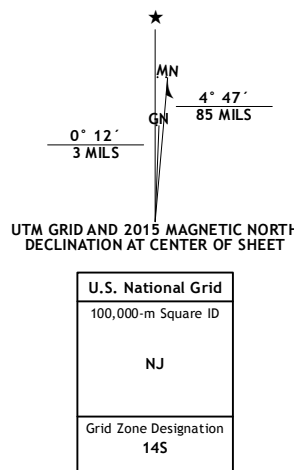 ★
MN
4° 47´
85 MILS
GN
0° 12´
3 MILS
UTM GRID AND 2015 MAGNETIC NORTH
DECLINATION AT CENTER OF SHEET
U.S. National Grid
100,000-m Square ID
NJ
Grid Zone Designation
14S